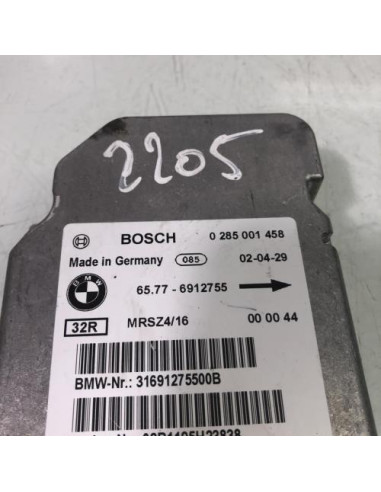 2205
BOSCH 0 285 001 458
Made in Germany 085 02-04-29
BMW 65.77 - 6912755
32R MRSZ4/16 00 00 44
BMW-Nr.: 31691275500B